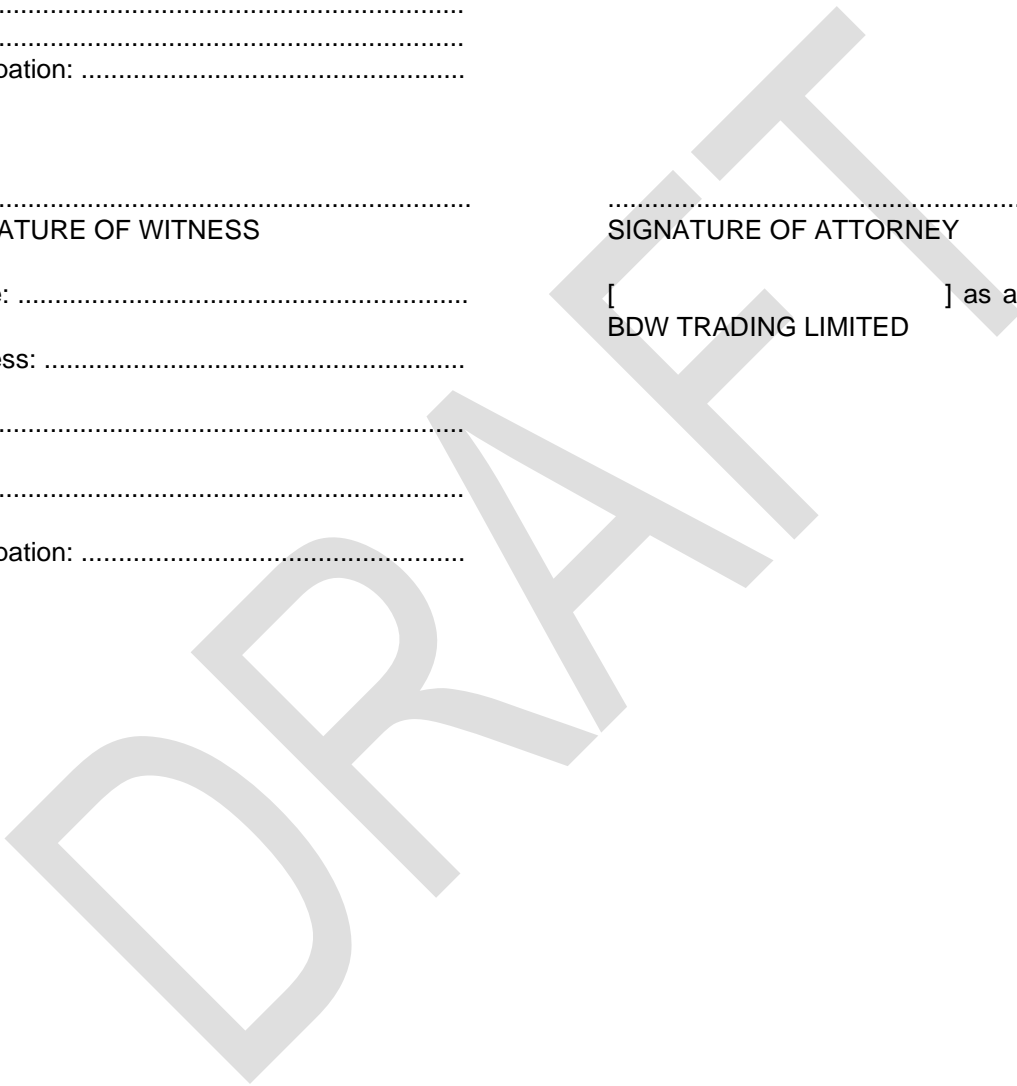 ..............................................................
..............................................................
pation: ...................................................
...............................................................
ATURE OF WITNESS
e: ............................................................
ess: ........................................................
..............................................................
..............................................................
pation: ...................................................
.......................................................
SIGNATURE OF ATTORNEY
[ ] as a
BDW TRADING LIMITED
DRAFT